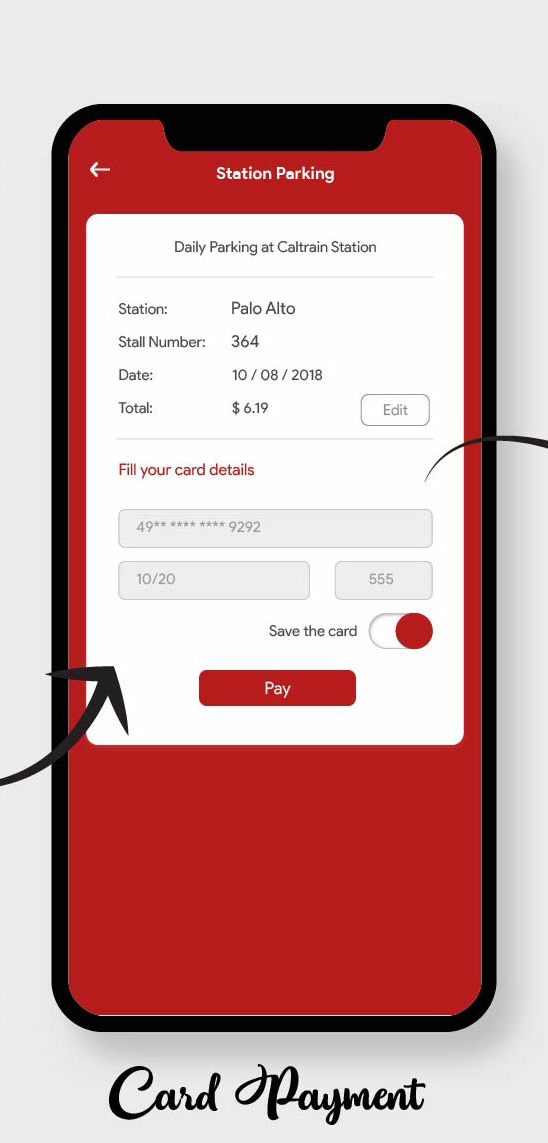 Station Parking
Daily Parking at Caltrain Station
Station: Palo Alto
Stall Number: 364
Date: 10 / 08 / 2018
Total: $ 6.19 Edit
Fill your card details
49** **** **** 9292
10/20 555
Save the card
Pay
Card Payment